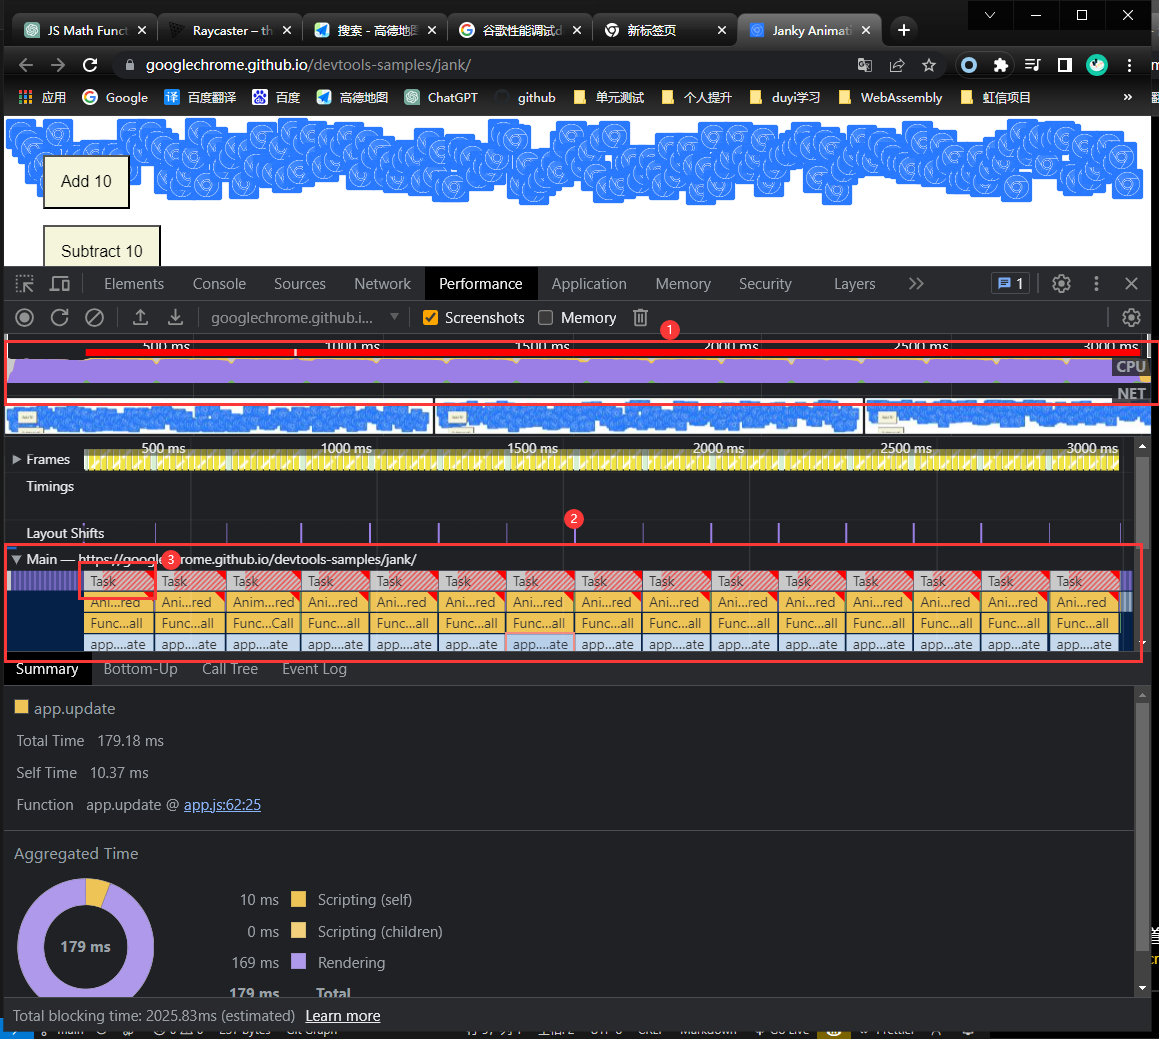 JS Math Funct
Raycaster – th
搜索 - 高德地图
谷歌性能调试d
新标签页
Janky Animati
googlechrome.github.io/devtools-samples/jank/
应用
Google
百度翻译
百度
高德地图
ChatGPT
github
单元测试
个人提升
duyi学习
WebAssembly
虹信项目
Add 10
Subtract 10
Elements Console Sources Network Performance Application Memory Security Layers 1
googlechrome.github.i... Screenshots Memory
1
500 ms 1000 ms 1500 ms 2000 ms 2500 ms 3000 ms
CPU
NET
500 ms 1000 ms 1500 ms 2000 ms 2500 ms 3000 ms
Frames
Timings
2
Layout Shifts
Main — https://googlechrome.github.io/devtools-samples/jank/
3
Task Task Task Task Task Task Task Task Task Task Task Task Task Task Task
Ani...red Ani...red Anim...red Ani...red Ani...red Ani...red Ani...red Ani...red Ani...red Ani...red Ani...red Ani...red Ani...red Ani...red Ani...red
Func...all Func...all Func...Call Func...all Func...all Func...all Func...all Func...all Func...all Func...all Func...all Func...all Func...all Func...all Func...all
app....ate app....ate app....ate app....ate app....ate app....ate app....ate app....ate app....ate app....ate app....ate app....ate app....ate app....ate app....ate
Summary Bottom-Up Call Tree Event Log
app.update
Total Time 179.18 ms
Self Time 10.37 ms
Function app.update @ app.js:62:25
Aggregated Time
10 ms Scripting (self)
0 ms Scripting (children)
179 ms
169 ms Rendering
179 ms Total
Total blocking time: 2025.83ms (estimated) Learn more